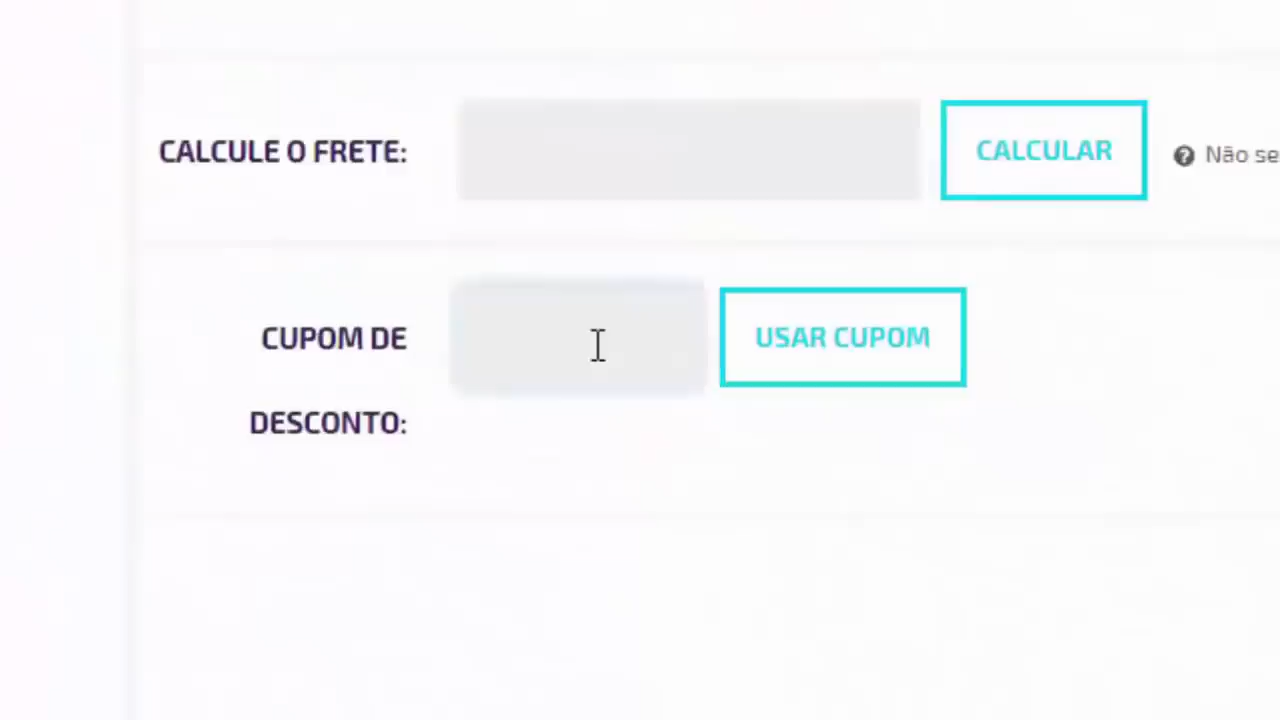 CALCULE O FRETE:
CALCULAR
Não se
CUPOM DE
USAR CUPOM
DESCONTO: